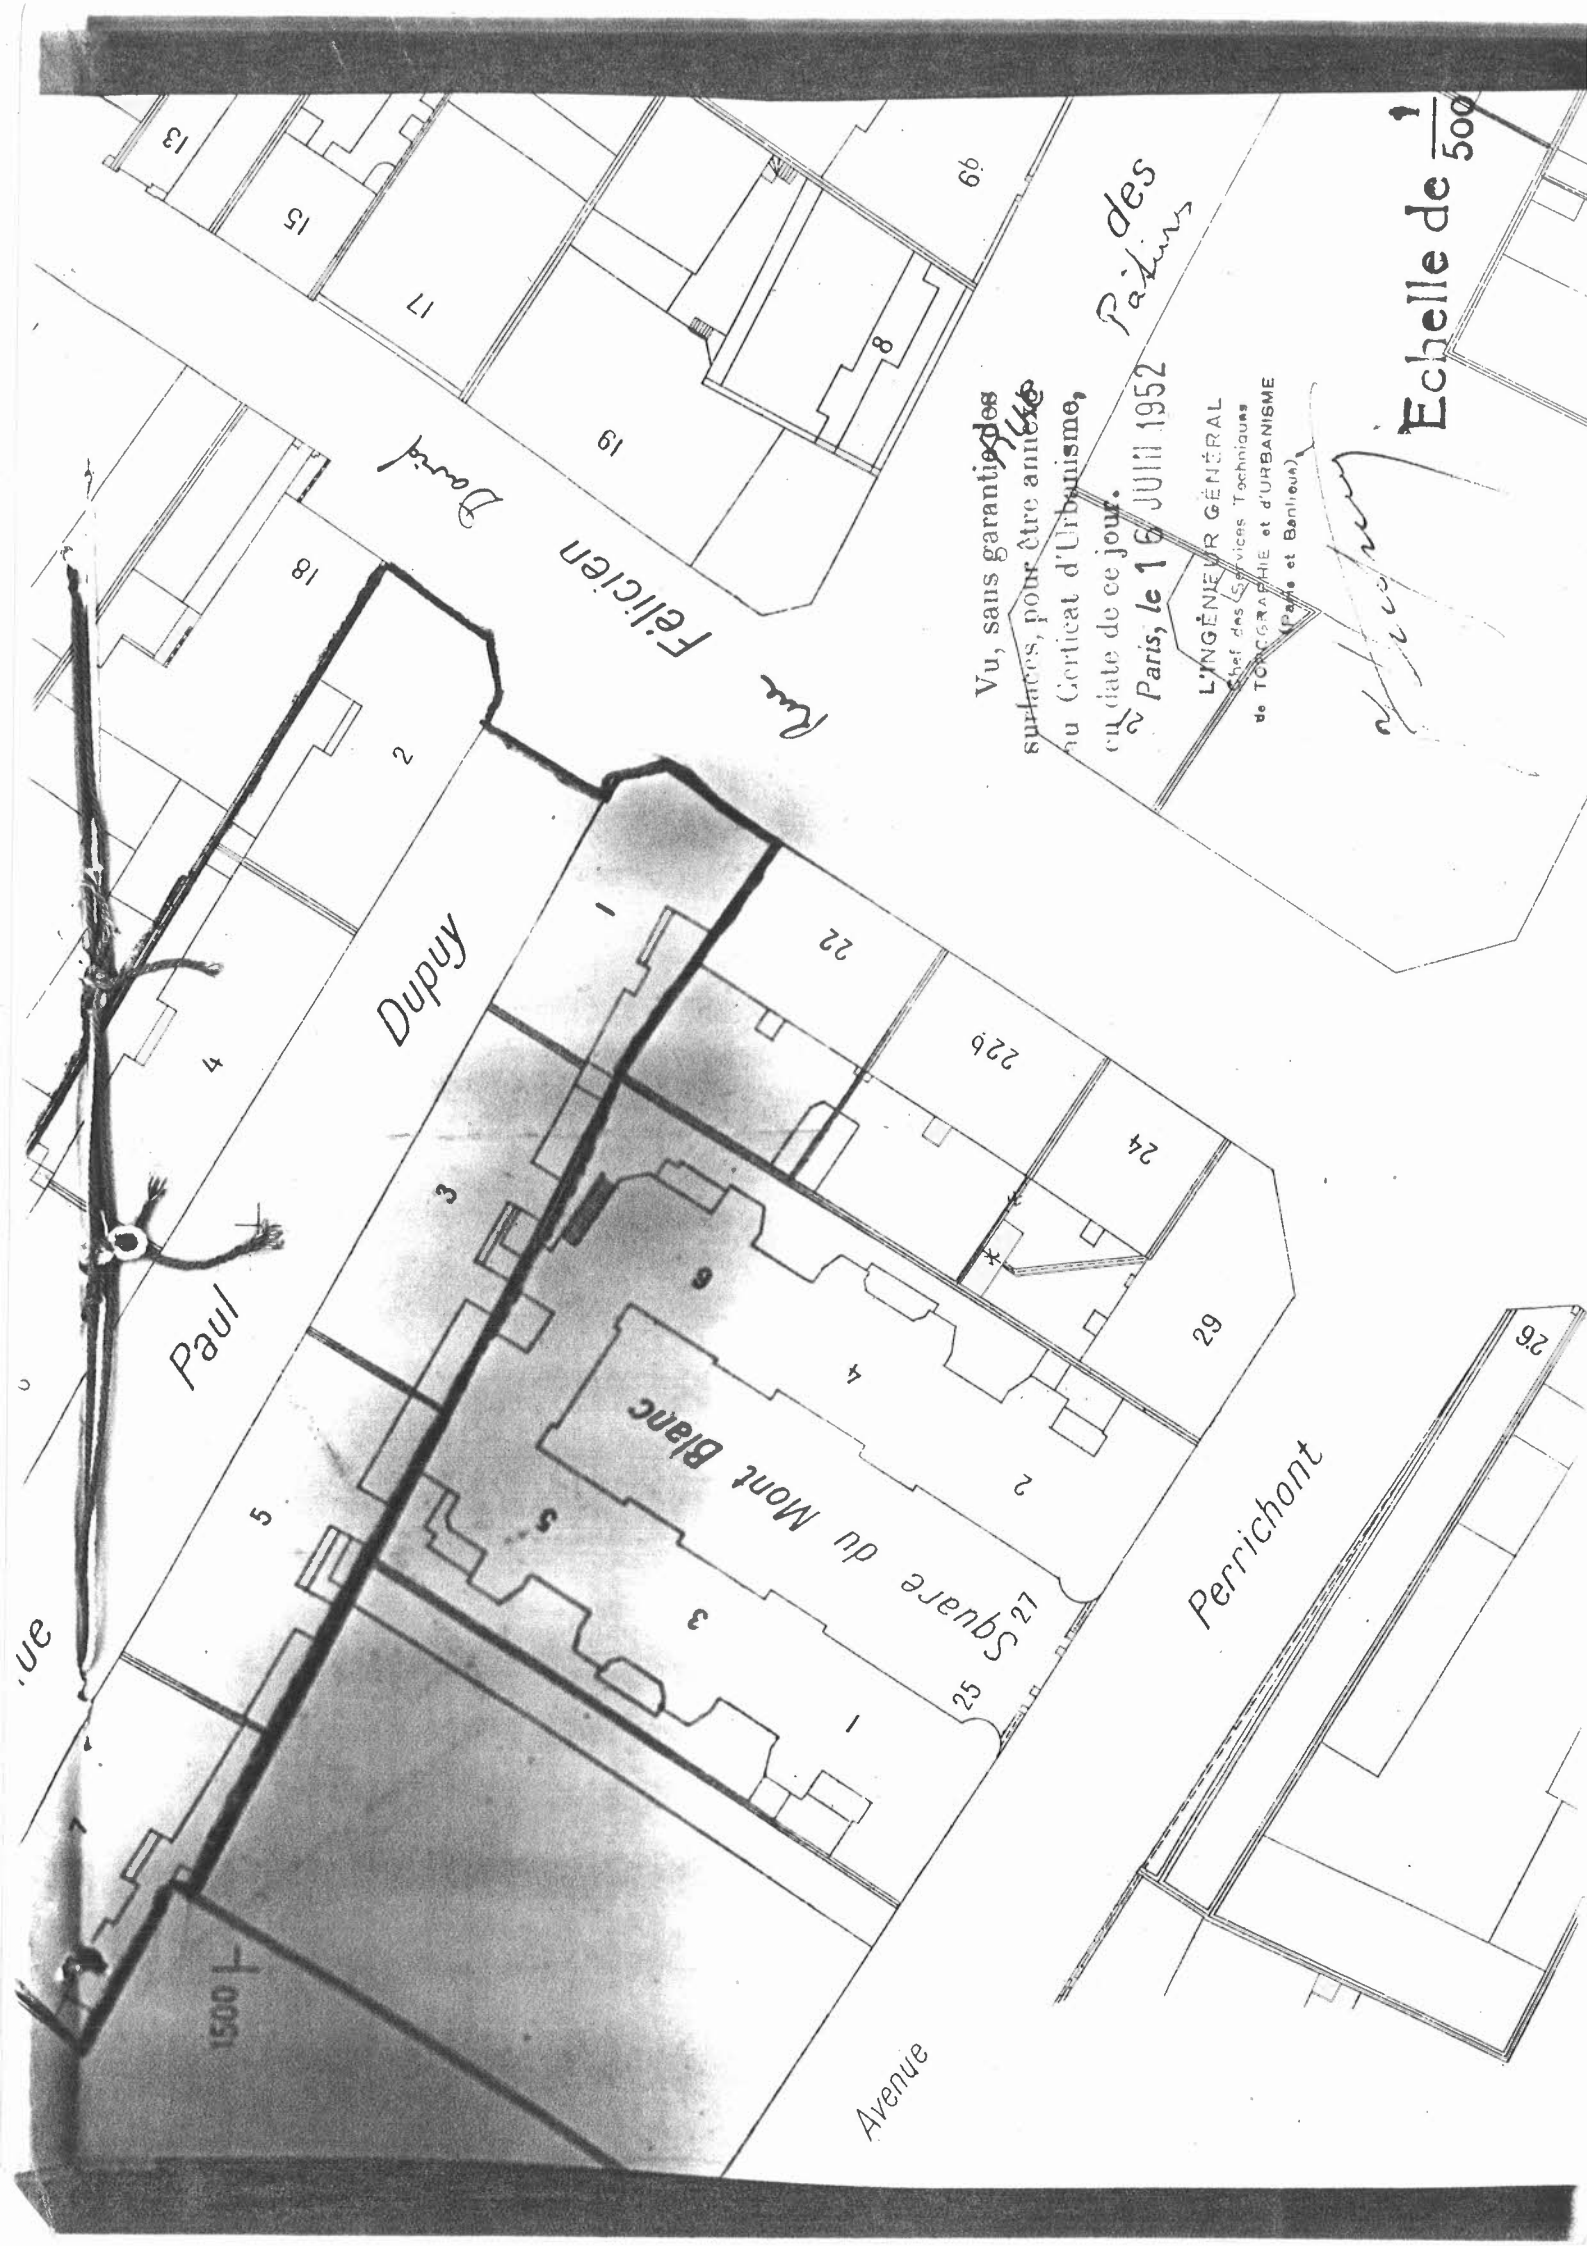 13
15
17
19
6b
8
18
2
4
David
Félicien
Rue
des
Patins
Rue
Echelle de 1/500
Vu, sans garantie des
surfaces, pour être annexé
au Certicat d'Urbanisme,
en date de ce jour.
Paris, le 16 JUIN 1952
L'INGÉNIEUR GÉNÉRAL
Chef des Services Techniques
de TOPOGRAPHIE et d'URBANISME
(Paris et Banlieue)
Dupuy
Paul
ue
1
3
5
7
22
22b
24
29
26
6
4
2
5
3
1
Square du Mont Blanc
25
27
Perrichont
Avenue
1500